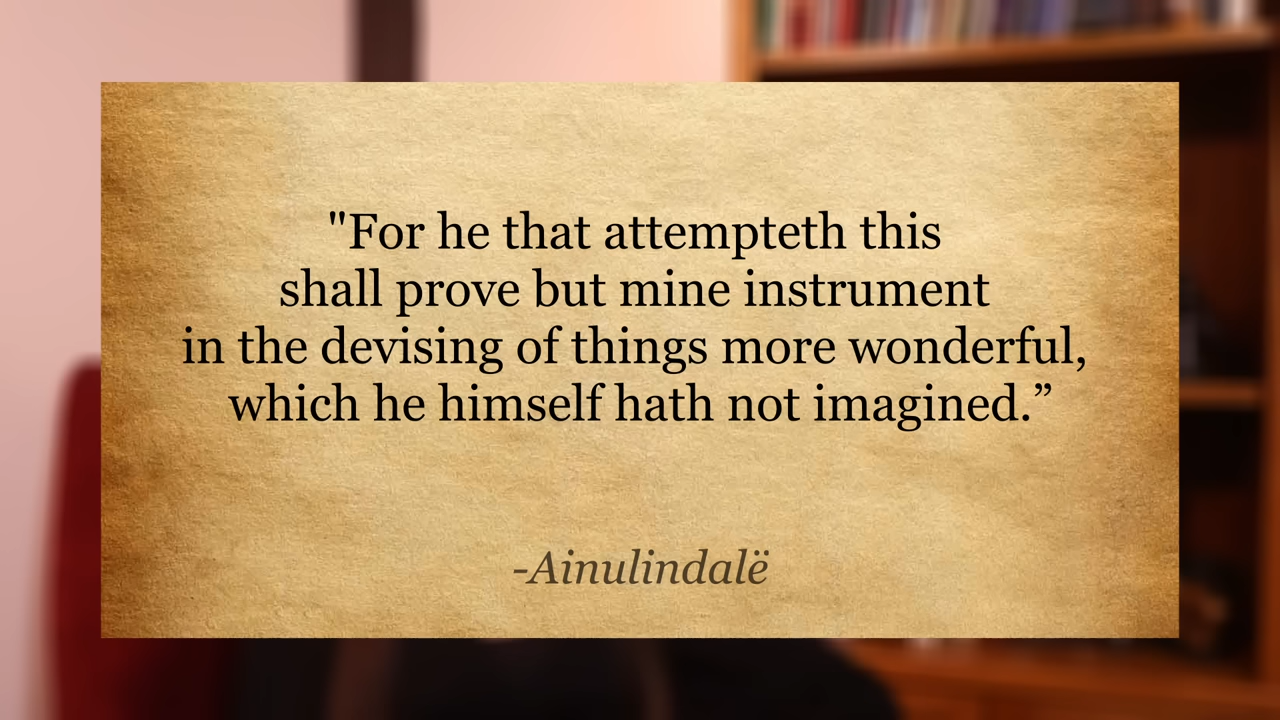 "For he that attempteth this
shall prove but mine instrument
in the devising of things more wonderful,
which he himself hath not imagined.”
-Ainulindalë